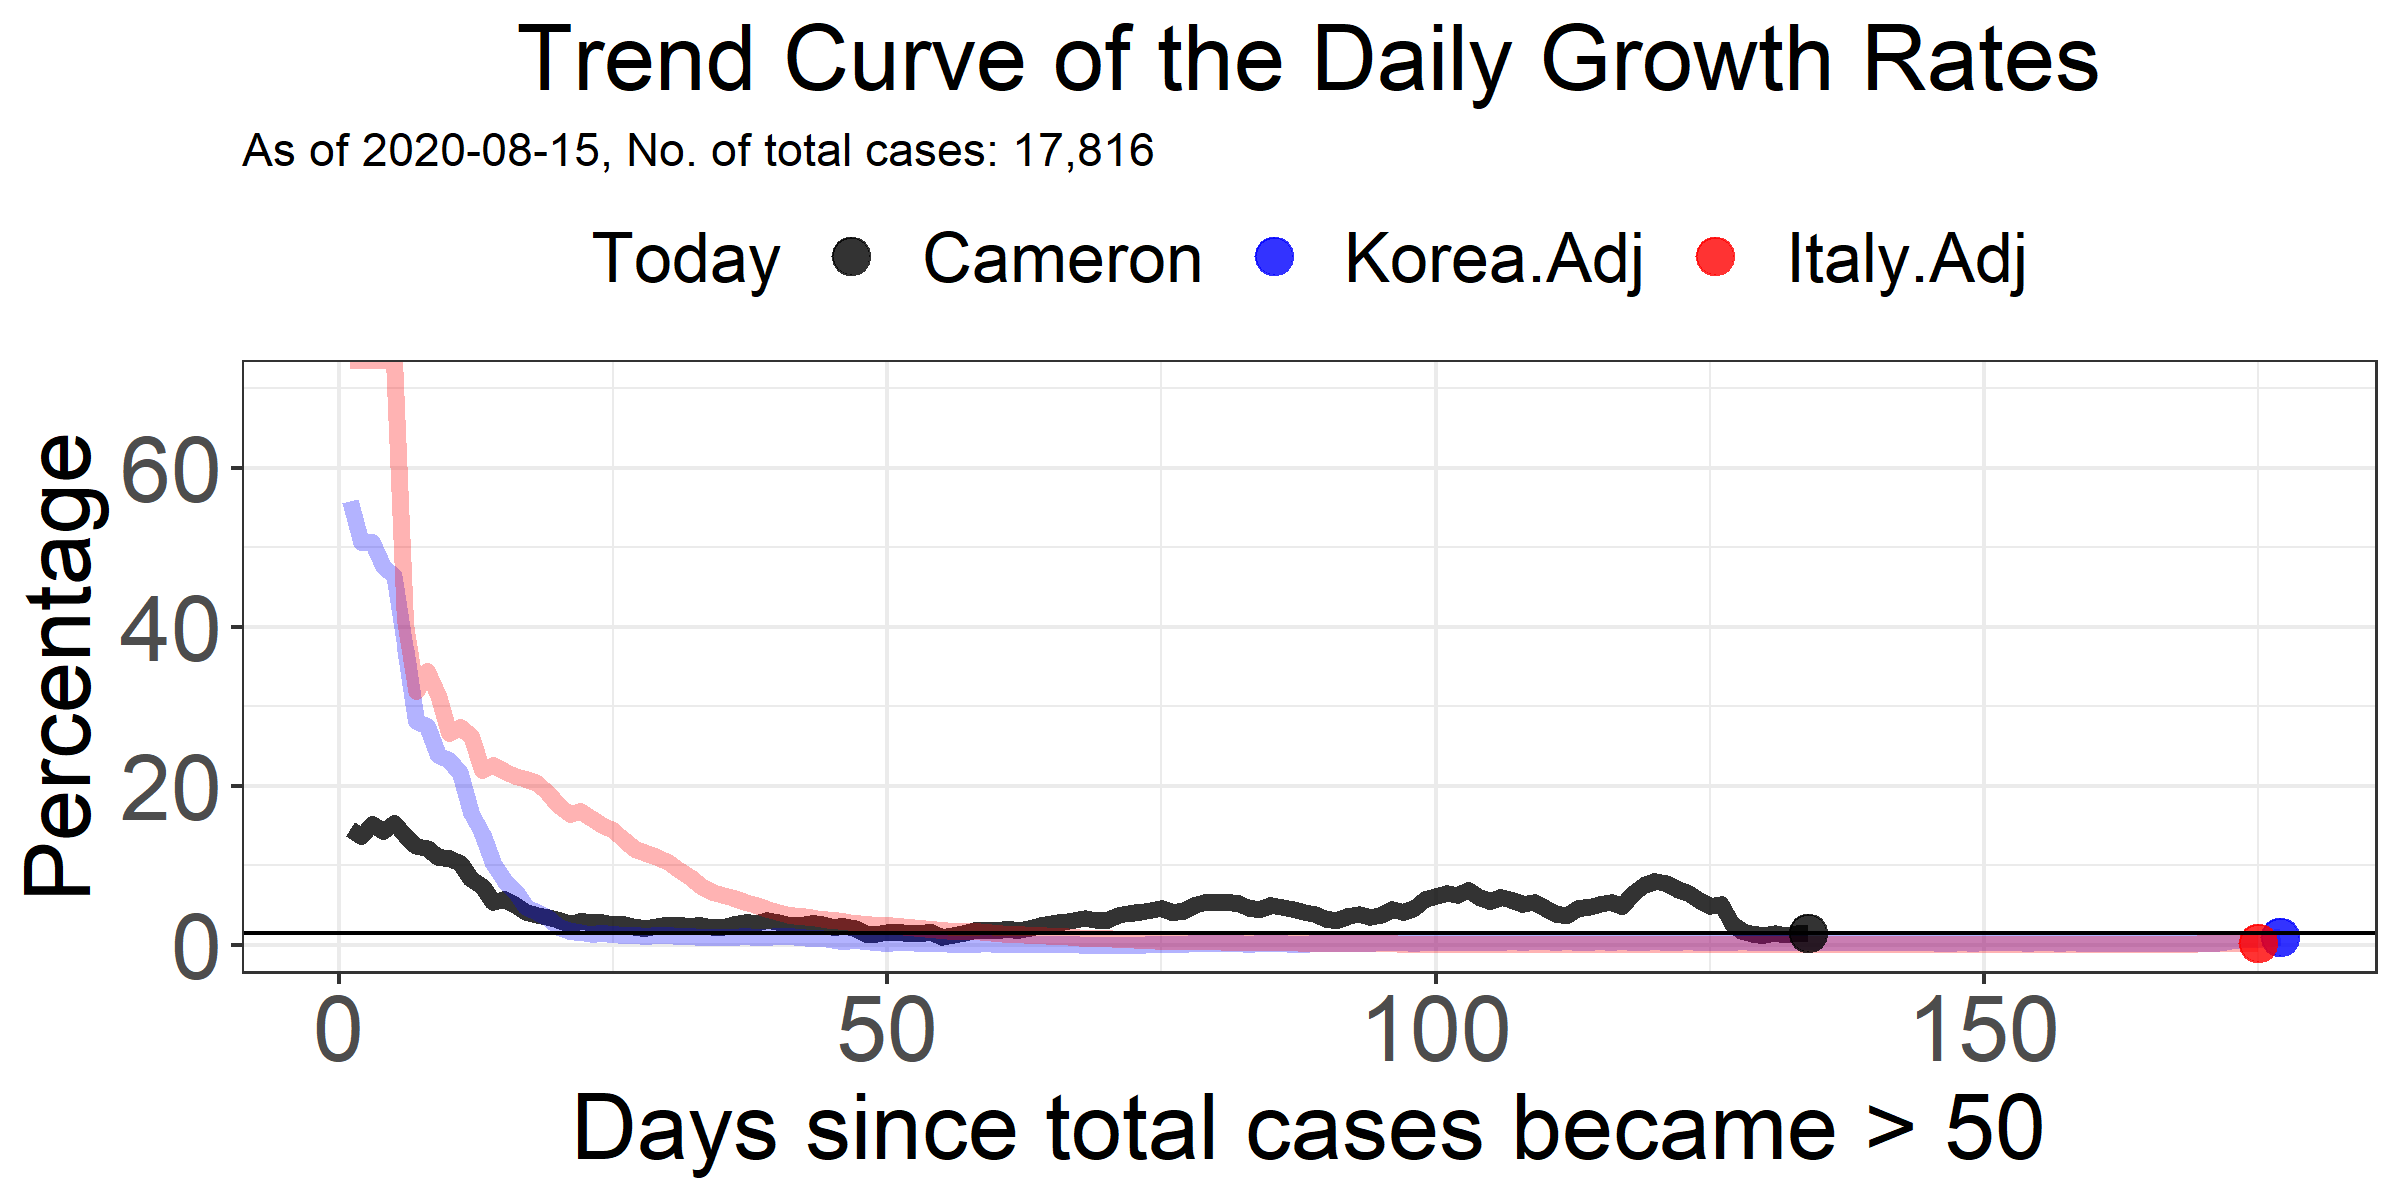 Trend Curve of the Daily Growth Rates
As of 2020-08-15, No. of total cases: 17,816
Today Cameron Korea.Adj Italy.Adj
Percentage
60
40
20
0
0 50 100 150
Days since total cases became > 50